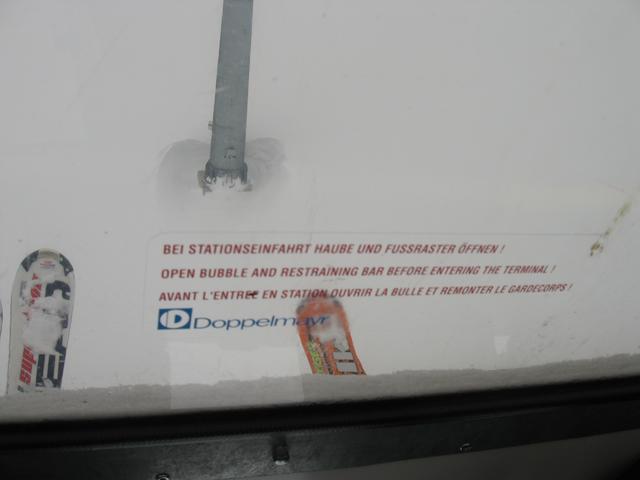 BEI STATIONSEINFAHRT HAUBE UND FUSSRASTER ÖFFNEN !
OPEN BUBBLE AND RESTRAINING BAR BEFORE ENTERING THE TERMINAL !
AVANT L'ENTREE EN STATION OUVRIR LA BULLE ET REMONTER LE GARDECORPS !
Doppelmayr